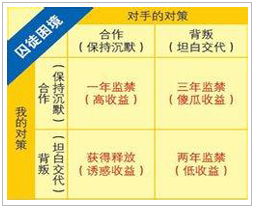 囚徒困境
对手的对策
合作
（保持沉默）
背叛
（坦白交代）
我的对策
合作
（保持沉默）
一年监禁
（高收益）
三年监禁
（傻瓜收益）
背叛
（坦白交代）
获得释放
（诱惑收益）
两年监禁
（低收益）